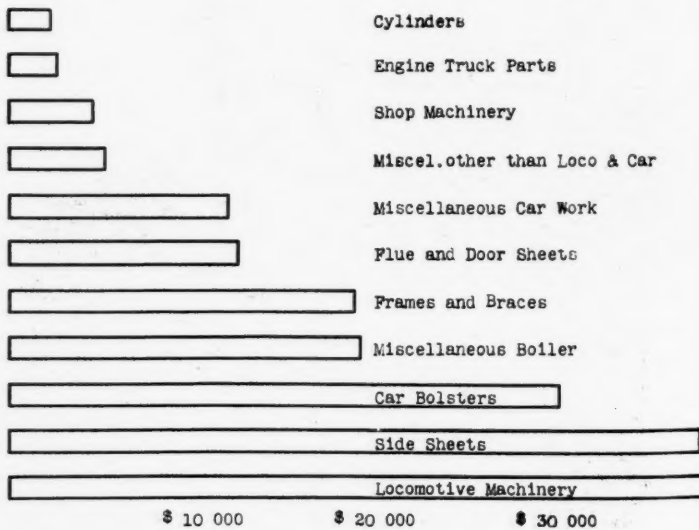 Cylinders
Engine Truck Parts
Shop Machinery
Miscel.other than Loco & Car
Miscellaneous Car Work
Flue and Door Sheets
Frames and Braces
Miscellaneous Boiler
Car Bolsters
Side Sheets
Locomotive Machinery
$ 10 000 $ 20 000 $ 30 000